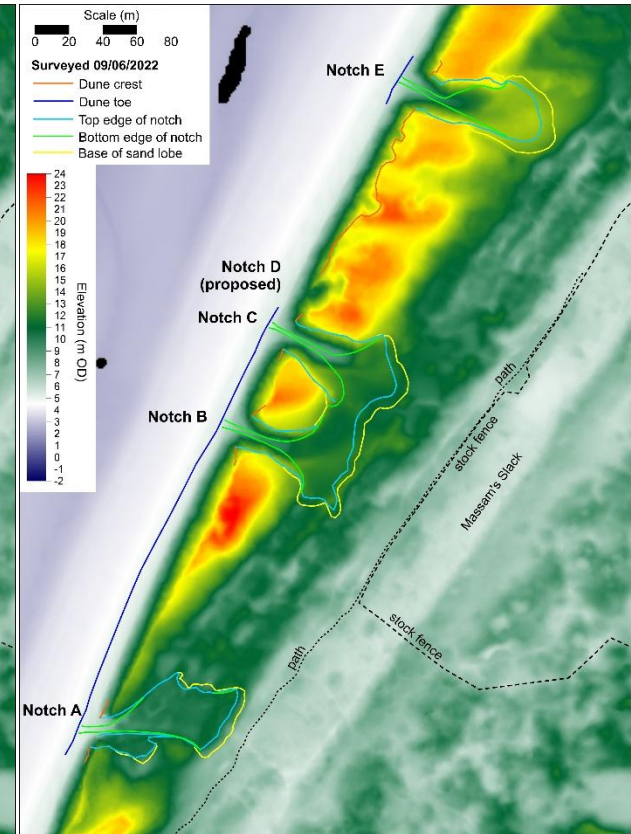 Scale (m)
0 20 40 60 80
Surveyed 09/06/2022
Dune crest
Dune toe
Top edge of notch
Bottom edge of notch
Base of sand lobe
24
23
22
21
20
19
18
17
16
15
14
13
12
11
10
9
8
7
6
5
4
3
2
1
0
-1
-2
Elevation (m OD)
Notch E
Notch D
(proposed)
Notch C
Notch B
Notch A
path
stock fence
Massam's Slack
stock fence
path